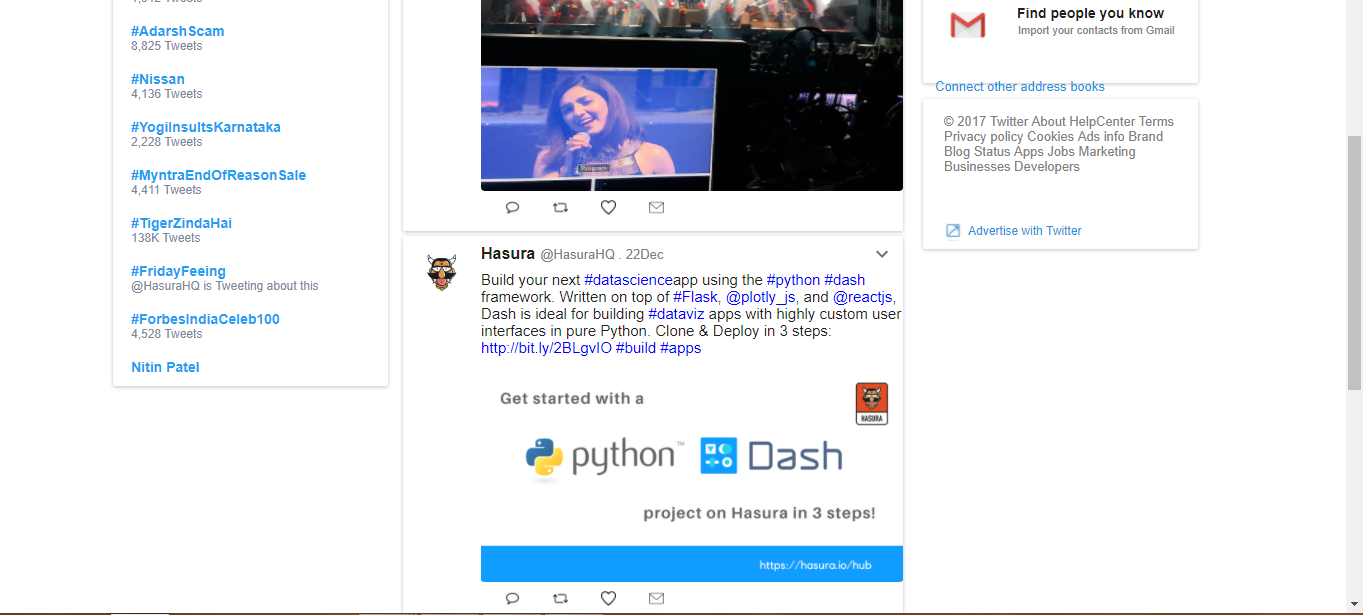 #AdarshScam
8,825 Tweets
#Nissan
4,136 Tweets
#YogiInsultsKarnataka
2,228 Tweets
#MyntraEndOfReasonSale
4,411 Tweets
#TigerZindaHai
138K Tweets
#FridayFeeing
@HasuraHQ is Tweeting about this
#ForbesIndiaCeleb100
4,528 Tweets
Nitin Patel
Program
Hasura @HasuraHQ . 22Dec
Build your next #datascienceapp using the #python #dash
framework. Written on top of #Flask, @plotly_js, and @reactjs,
Dash is ideal for building #dataviz apps with highly custom user
interfaces in pure Python. Clone & Deploy in 3 steps:
http://bit.ly/2BLgvIO #build #apps
Get started with a
HASURA
python™ Dash
project on Hasura in 3 steps!
https://hasura.io/hub
Find people you know
Import your contacts from Gmail
Connect other address books
© 2017 Twitter About HelpCenter Terms
Privacy policy Cookies Ads info Brand
Blog Status Apps Jobs Marketing
Businesses Developers
Advertise with Twitter